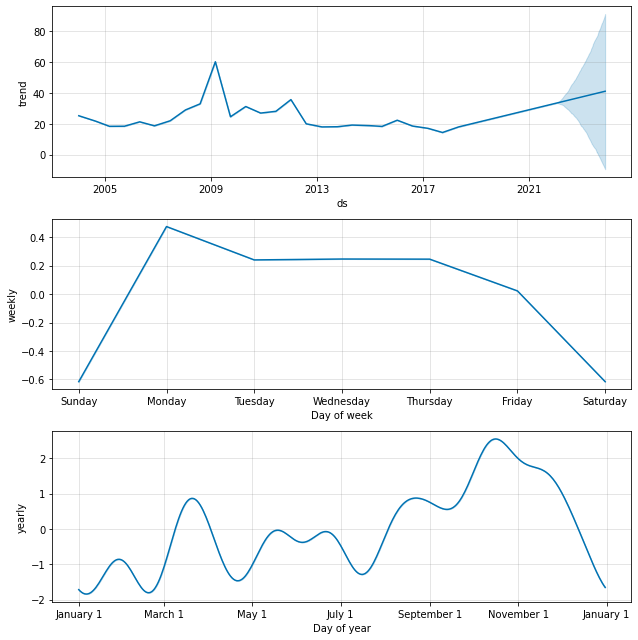 80
60
40
20
0
trend
2005 2009 2013 2017 2021
ds
0.4
0.2
0.0
−0.2
−0.4
−0.6
weekly
Sunday Monday Tuesday Wednesday Thursday Friday Saturday
Day of week
2
1
0
−1
−2
yearly
January 1 March 1 May 1 July 1 September 1 November 1 January 1
Day of year